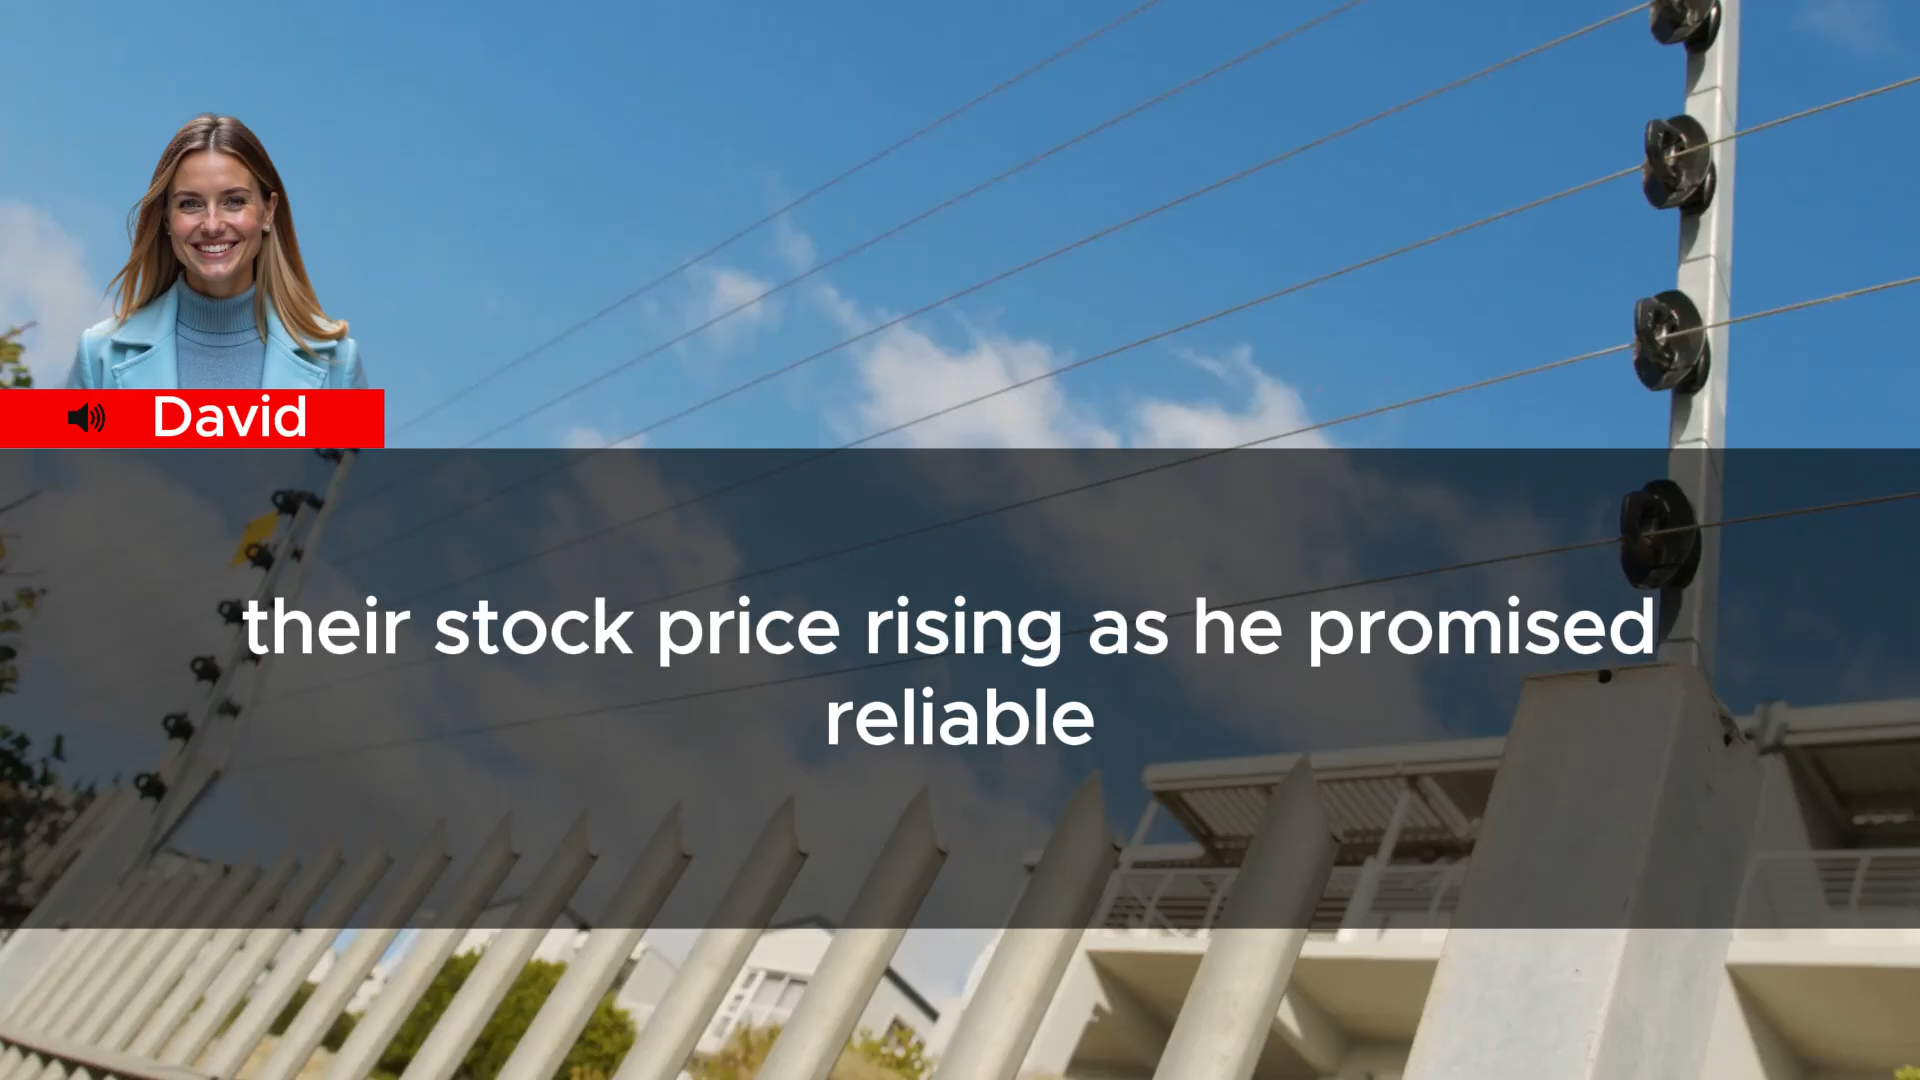 David
their stock price rising as he promised
reliable